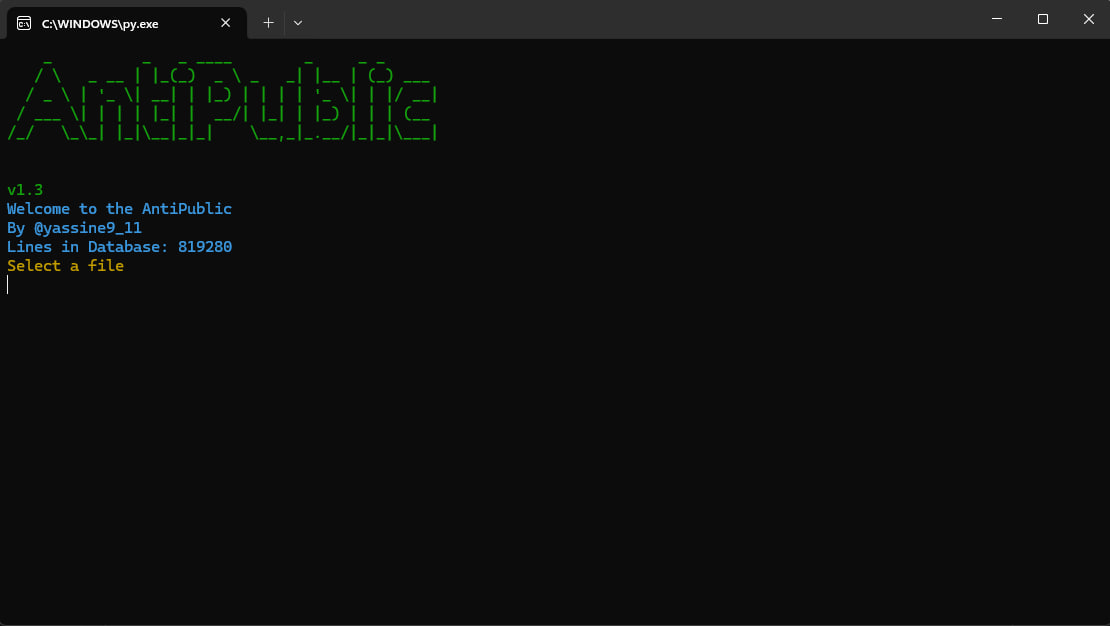 C:\WINDOWS\py.exe
AntiPublic
v1.3
Welcome to the AntiPublic
By @yassine9_11
Lines in Database: 819280
Select a file